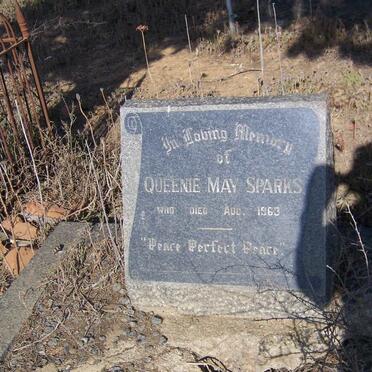 In Loving Memory
of
QUEENIE MAY SPARKS
WHO DIED AUG. 1963
"Peace Perfect Peace"